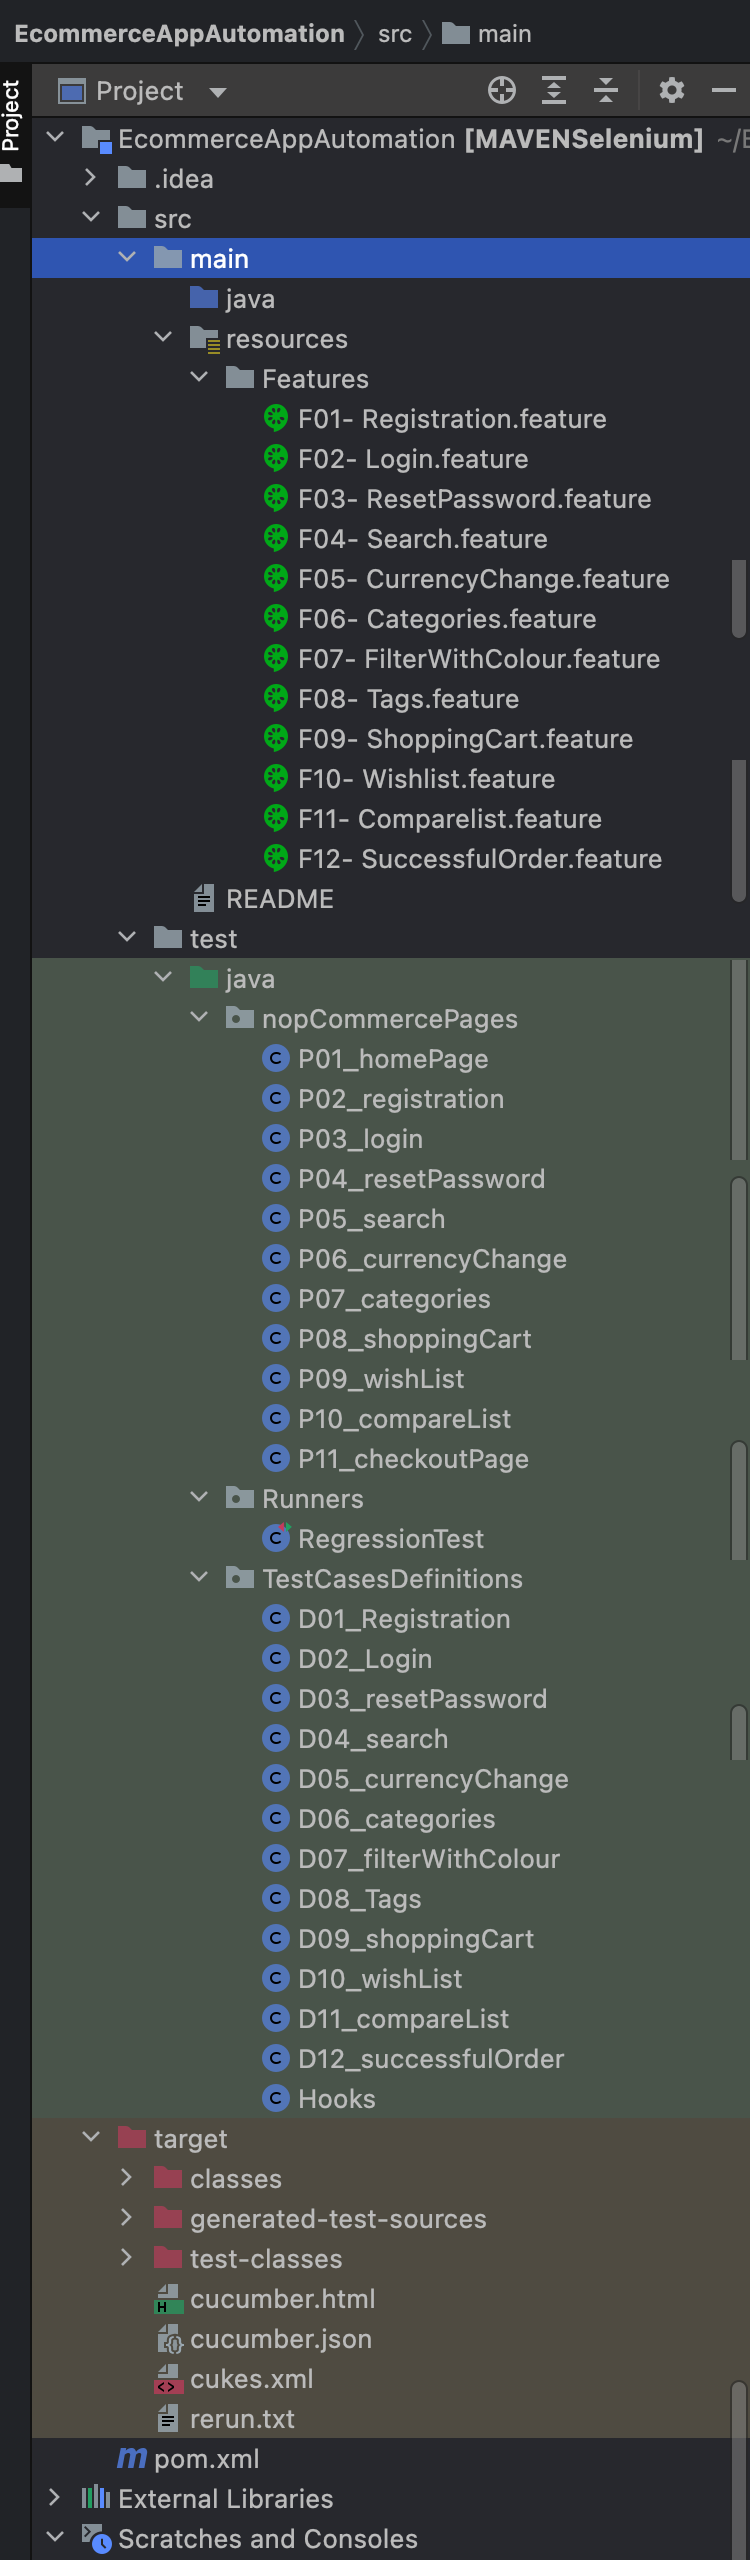 EcommerceAppAutomation src main
Project
Project
EcommerceAppAutomation [MAVENSelenium] ~/E
.idea
src
main
java
resources
Features
F01- Registration.feature
F02- Login.feature
F03- ResetPassword.feature
F04- Search.feature
F05- CurrencyChange.feature
F06- Categories.feature
F07- FilterWithColour.feature
F08- Tags.feature
F09- ShoppingCart.feature
F10- Wishlist.feature
F11- Comparelist.feature
F12- SuccessfulOrder.feature
README
test
java
nopCommercePages
P01_homePage
P02_registration
P03_login
P04_resetPassword
P05_search
P06_currencyChange
P07_categories
P08_shoppingCart
P09_wishList
P10_compareList
P11_checkoutPage
Runners
RegressionTest
TestCasesDefinitions
D01_Registration
D02_Login
D03_resetPassword
D04_search
D05_currencyChange
D06_categories
D07_filterWithColour
D08_Tags
D09_shoppingCart
D10_wishList
D11_compareList
D12_successfulOrder
Hooks
target
classes
generated-test-sources
test-classes
cucumber.html
cucumber.json
cukes.xml
rerun.txt
pom.xml
External Libraries
Scratches and Consoles